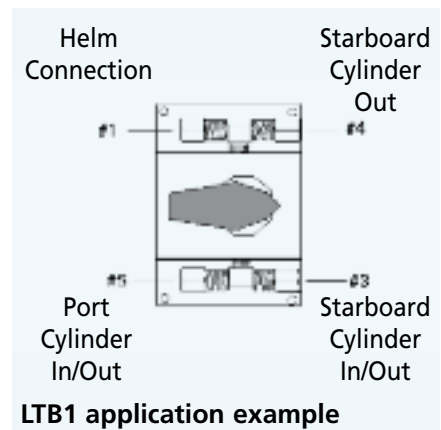 Helm
Connection
Starboard
Cylinder
Out
#1
#4
#5
#3
Port
Cylinder
In/Out
Starboard
Cylinder
In/Out
LTB1 application example